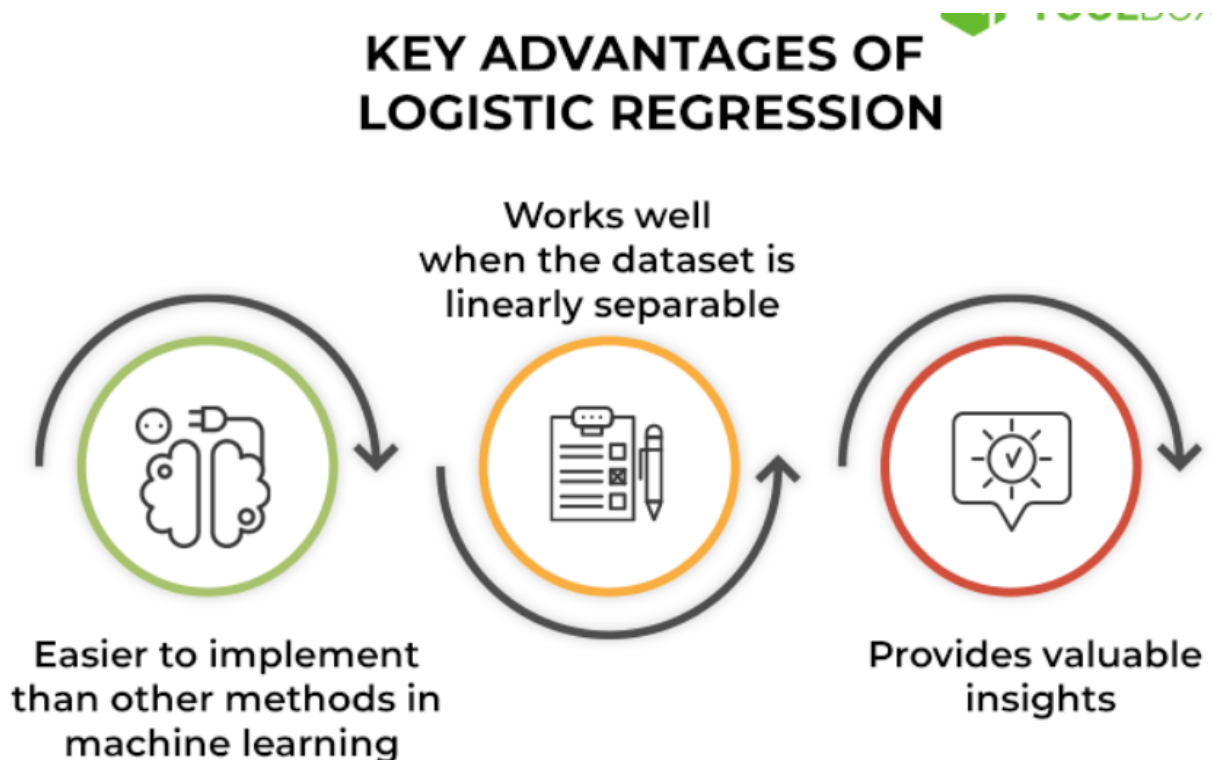 KEY ADVANTAGES OF
LOGISTIC REGRESSION
Works well
when the dataset is
linearly separable
Easier to implement
than other methods in
machine learning
Provides valuable
insights